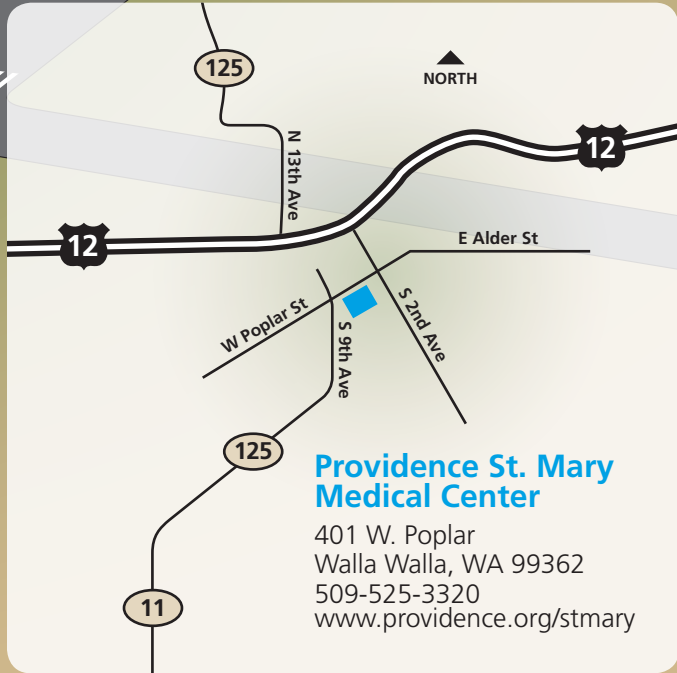 125
NORTH
N 13th Ave
12
12
E Alder St
W Poplar St
S 9th Ave
S 2nd Ave
125
11
Providence St. Mary
Medical Center
401 W. Poplar
Walla Walla, WA 99362
509-525-3320
www.providence.org/stmary